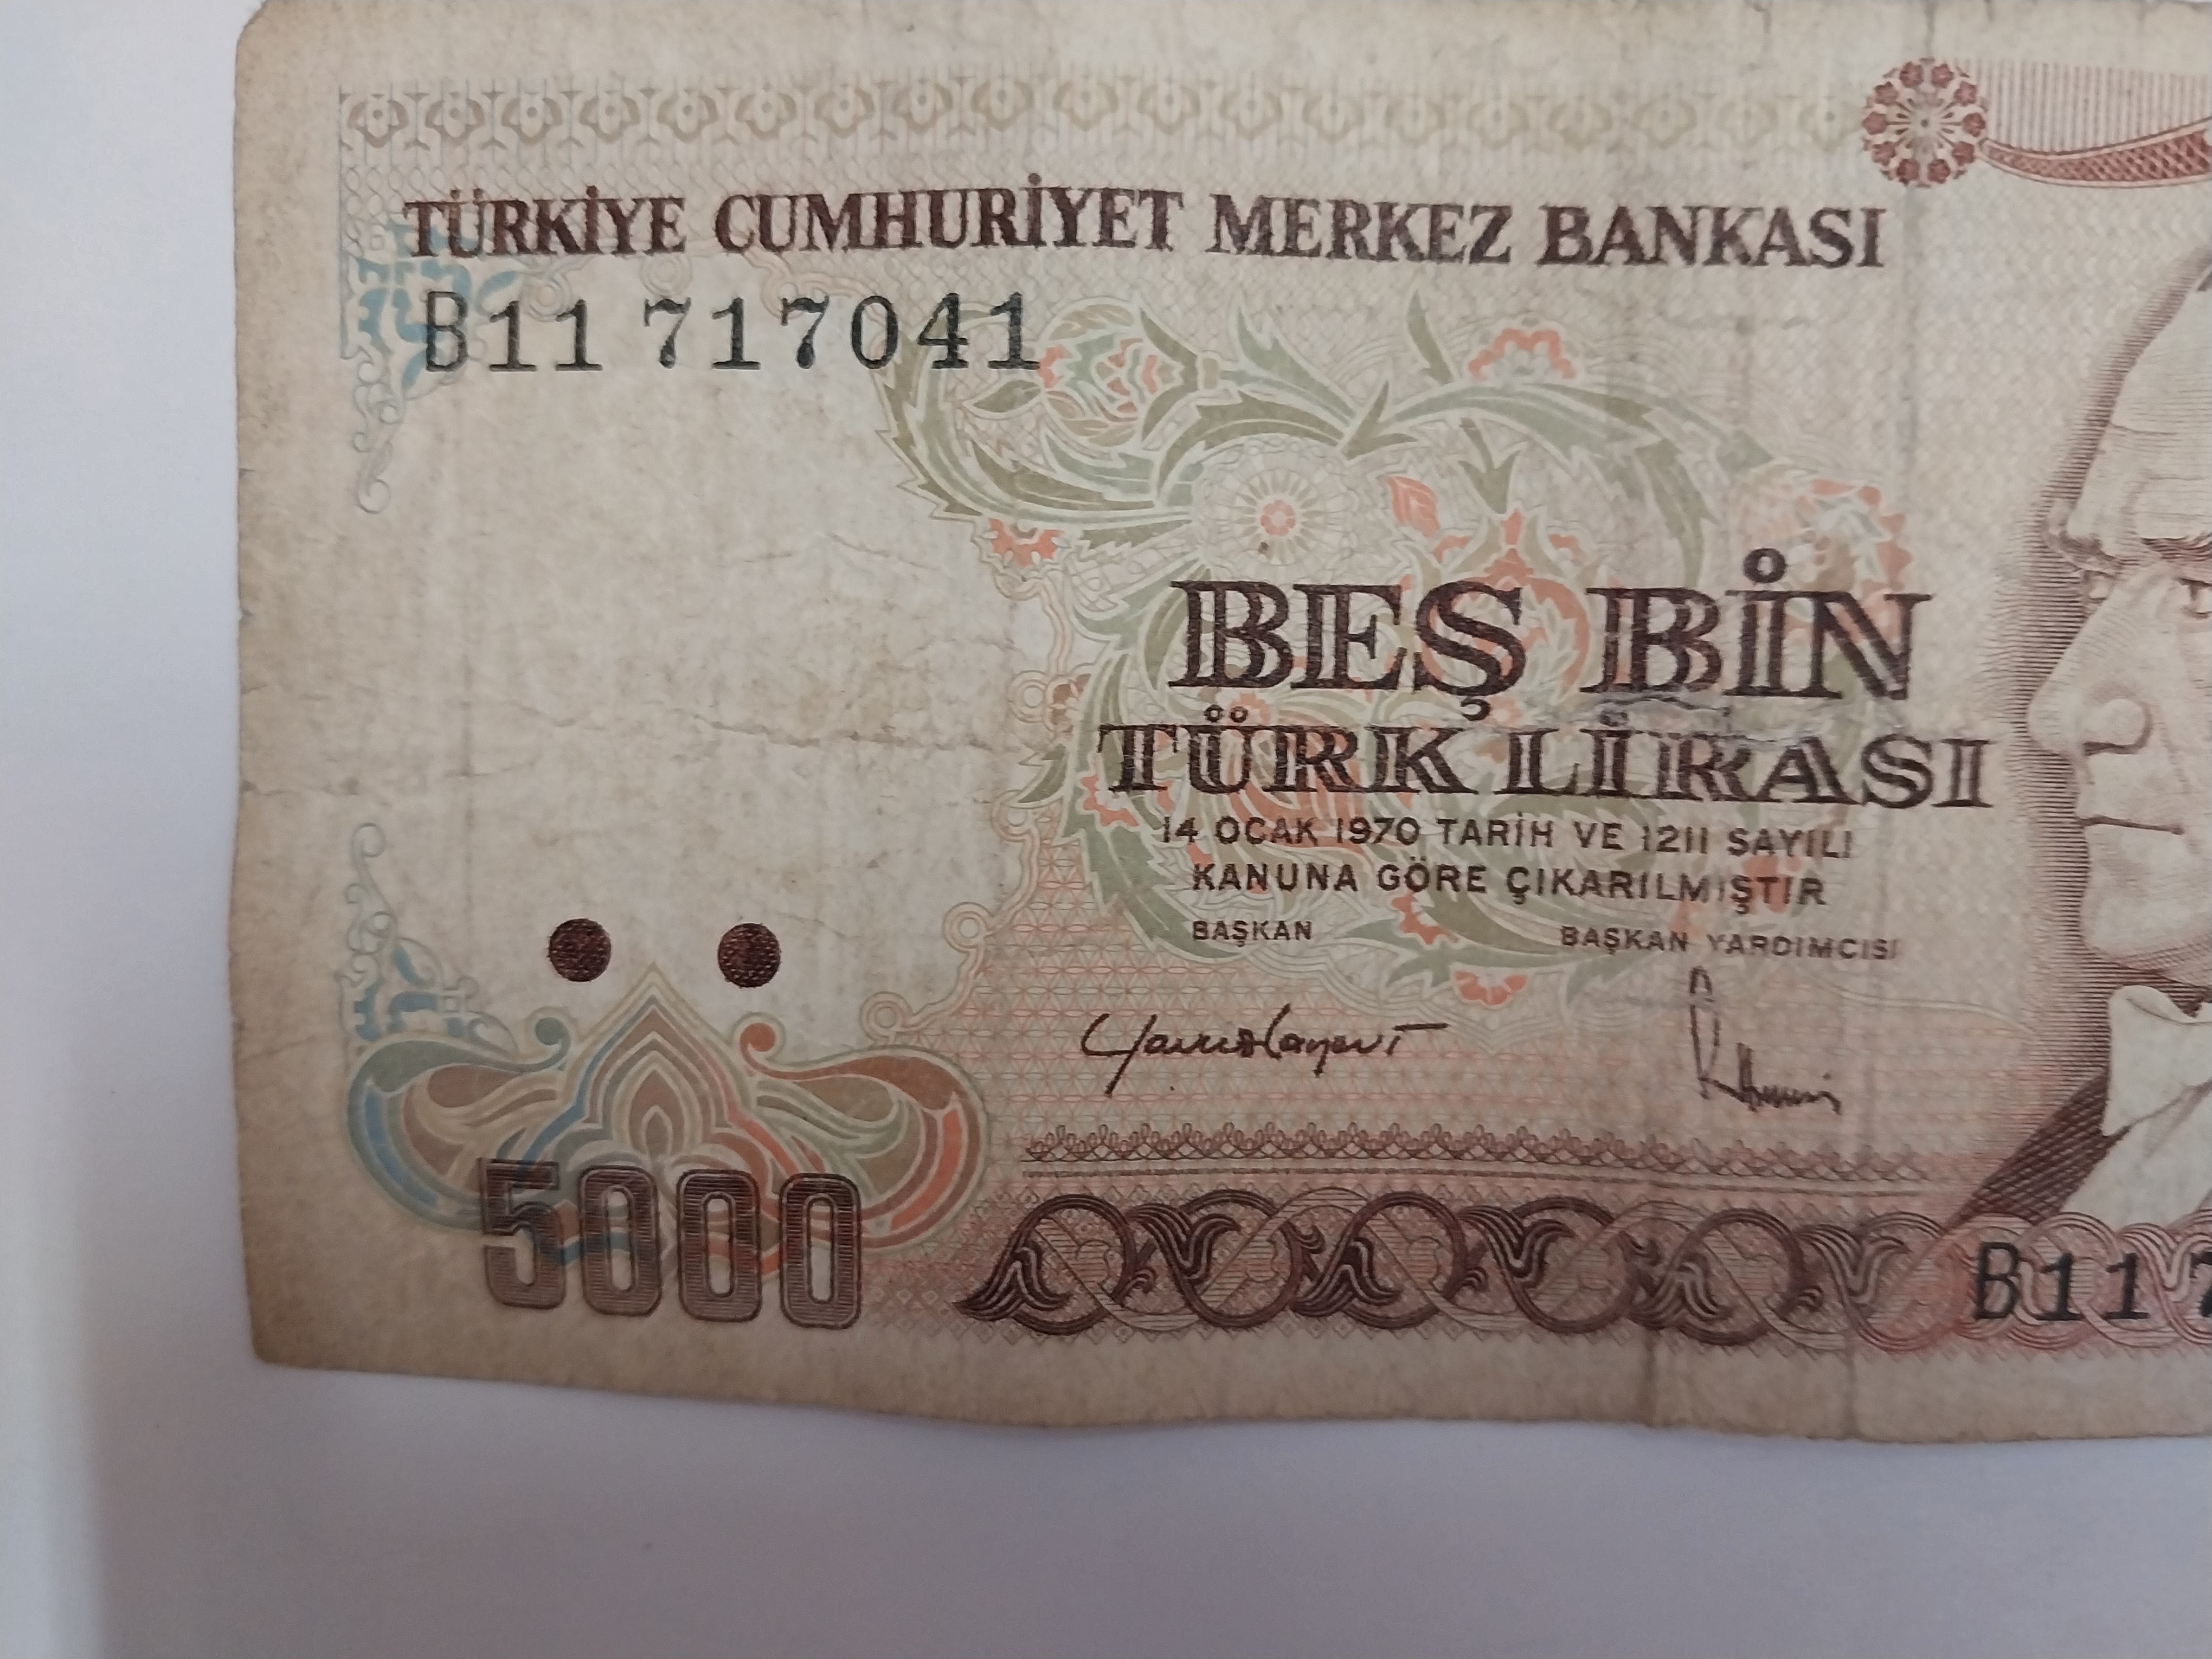 TÜRKİYE CUMHURİYET MERKEZ BANKASI
B11 717041
BEŞ BİN
TÜRK LİRASI
14 OCAK 1970 TARİH VE 1211 SAYILI
KANUNA GÖRE ÇIKARILMIŞTIR
BAŞKAN BAŞKAN YARDIMCISI
5000
B11 7